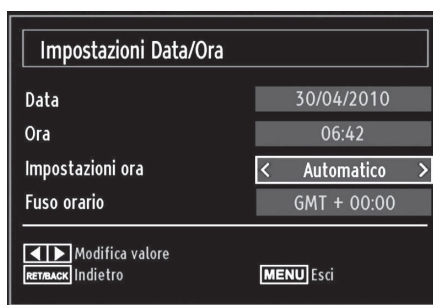 Impostazioni Data/Ora
Data 30/04/2010
Ora 06:42
Impostazioni ora < Automatico >
Fuso orario GMT + 00:00
Modifica valore
RET/BACK Indietro MENU Esci